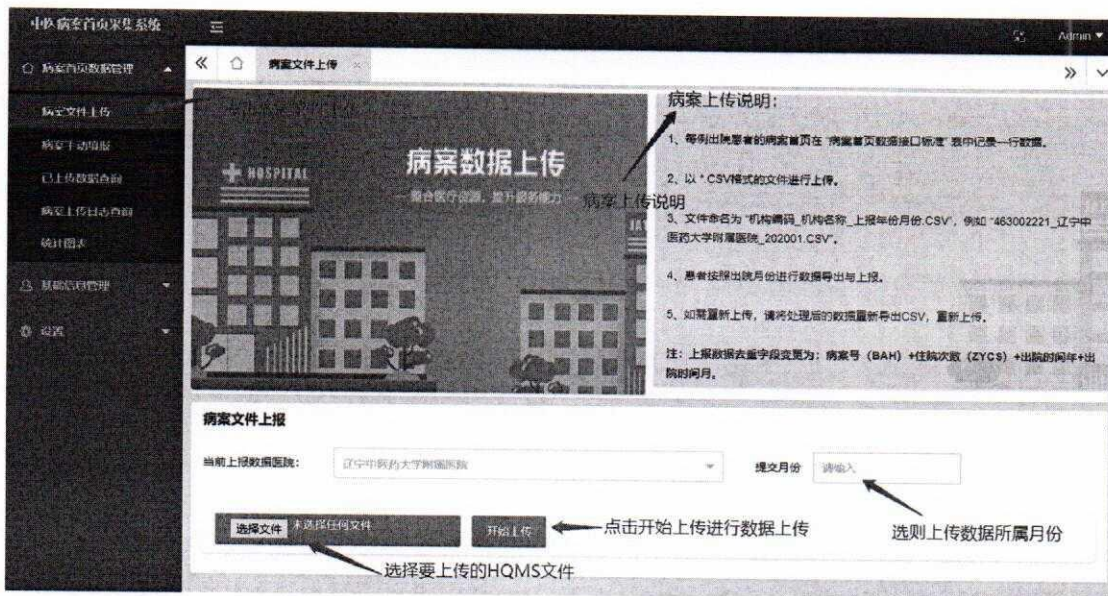 中医病案首页采集系统
Admin
病案首页数据管理
病案文件上传
病案手动填报
已上传数据查询
病案上传日志查询
统计图表
基础信息管理
设置
病案文件上传
HOSPITAL
病案数据上传
整合医疗资源，提升服务能力
病案上传说明
病案上传说明：
1、每例出院患者的病案首页在“病案首页数据接口标准”表中记录一行数据。
2、以 *.CSV格式的文件进行上传。
3、文件命名为“机构编码_机构名称_上报年份月份.CSV”，例如“463002221_辽宁中
医药大学附属医院_202001.CSV”。
4、患者按照出院月份进行数据导出与上报。
5、如需重新上传，请将处理后的数据重新导出CSV，重新上传。
注：上报数据去重字段变更为：病案号（BAH）+住院次数（ZYCS）+出院时间年+出
院时间月。
病案文件上报
当前上报数据医院：
辽宁中医药大学附属医院
提交月份
请输入
选择文件 未选择任何文件
开始上传
点击开始上传进行数据上传
选则上传数据所属月份
选择要上传的HQMS文件